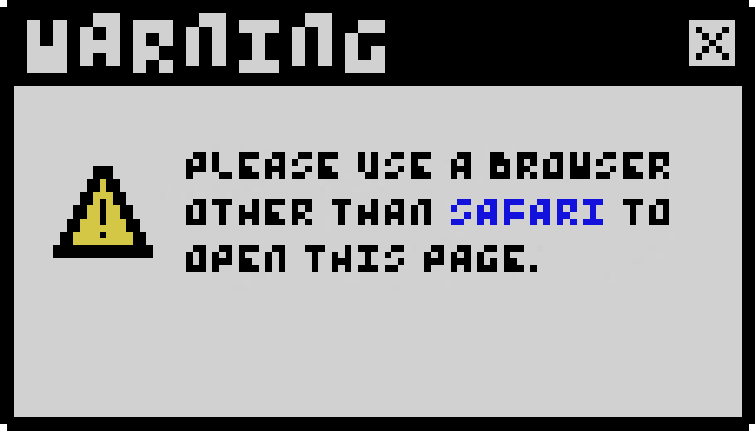 WARNING
PLEASE USE A BROWSER
OTHER THAN SAFARI TO
OPEN THIS PAGE.